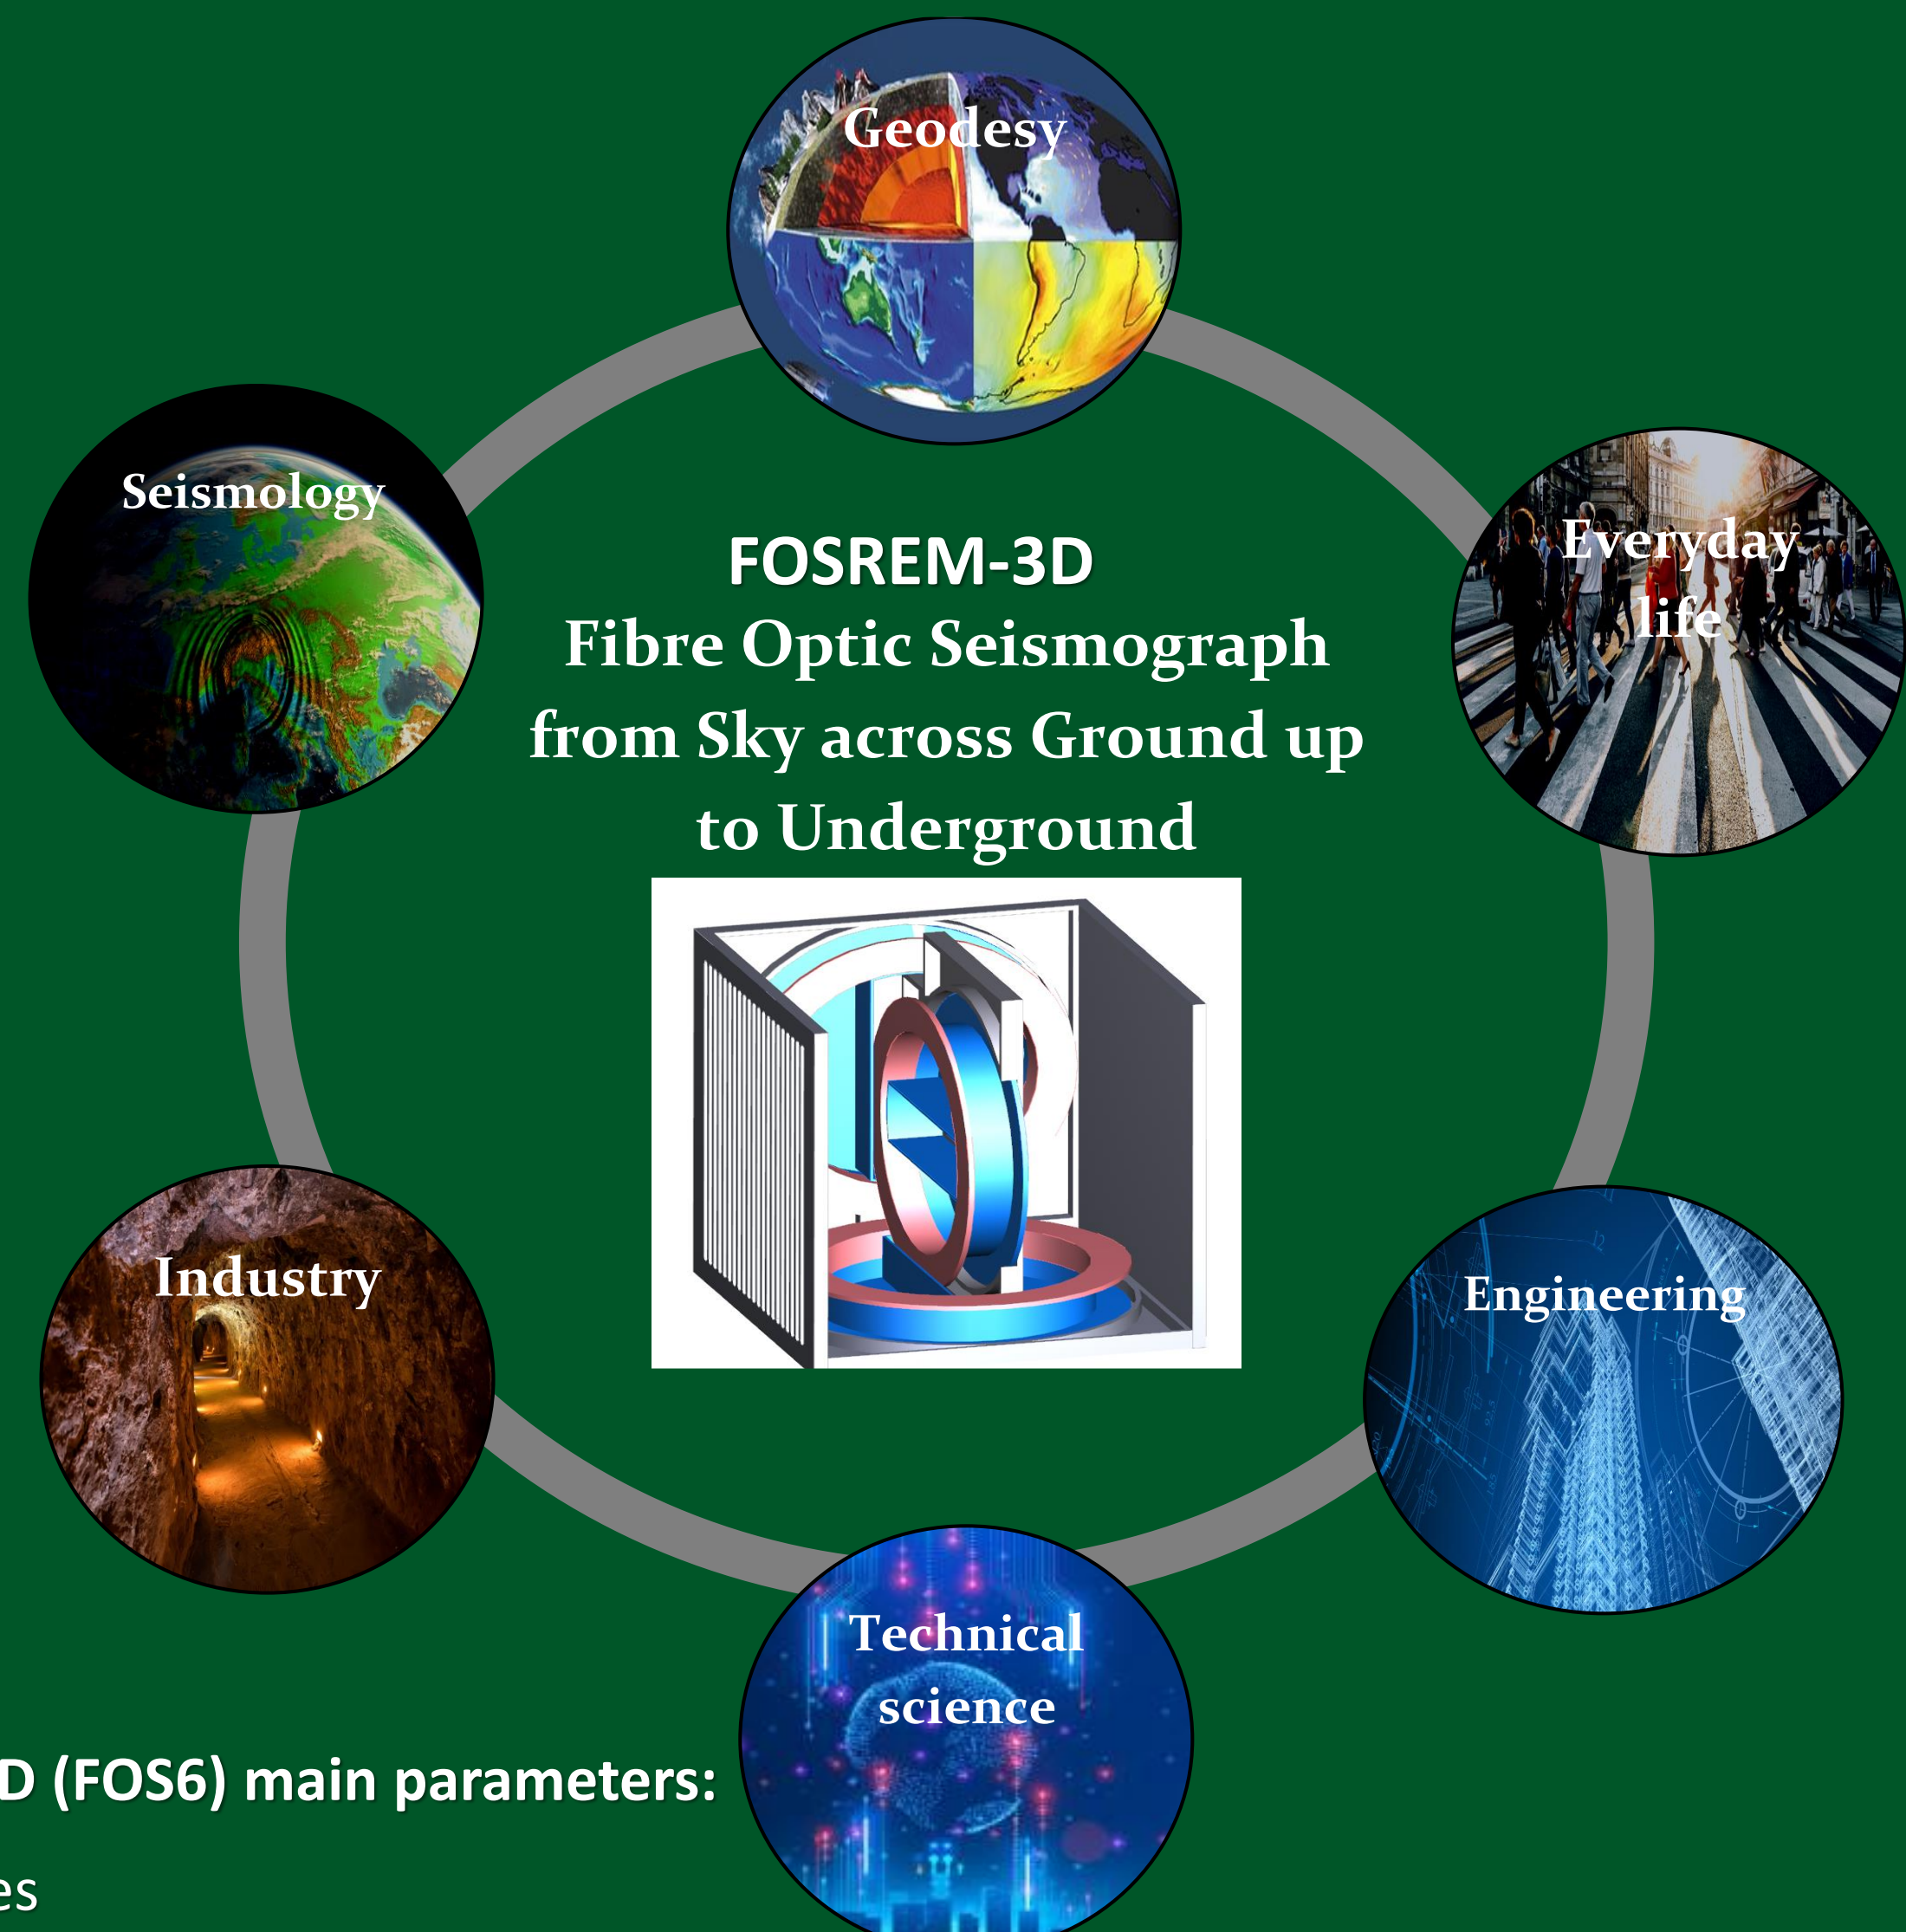 Geodesy
Seismology
Everyday
life
FOSREM-3D
Fibre Optic Seismograph
from Sky across Ground up
to Underground
Industry
Engineering
Technical
science
D (FOS6) main parameters:
es